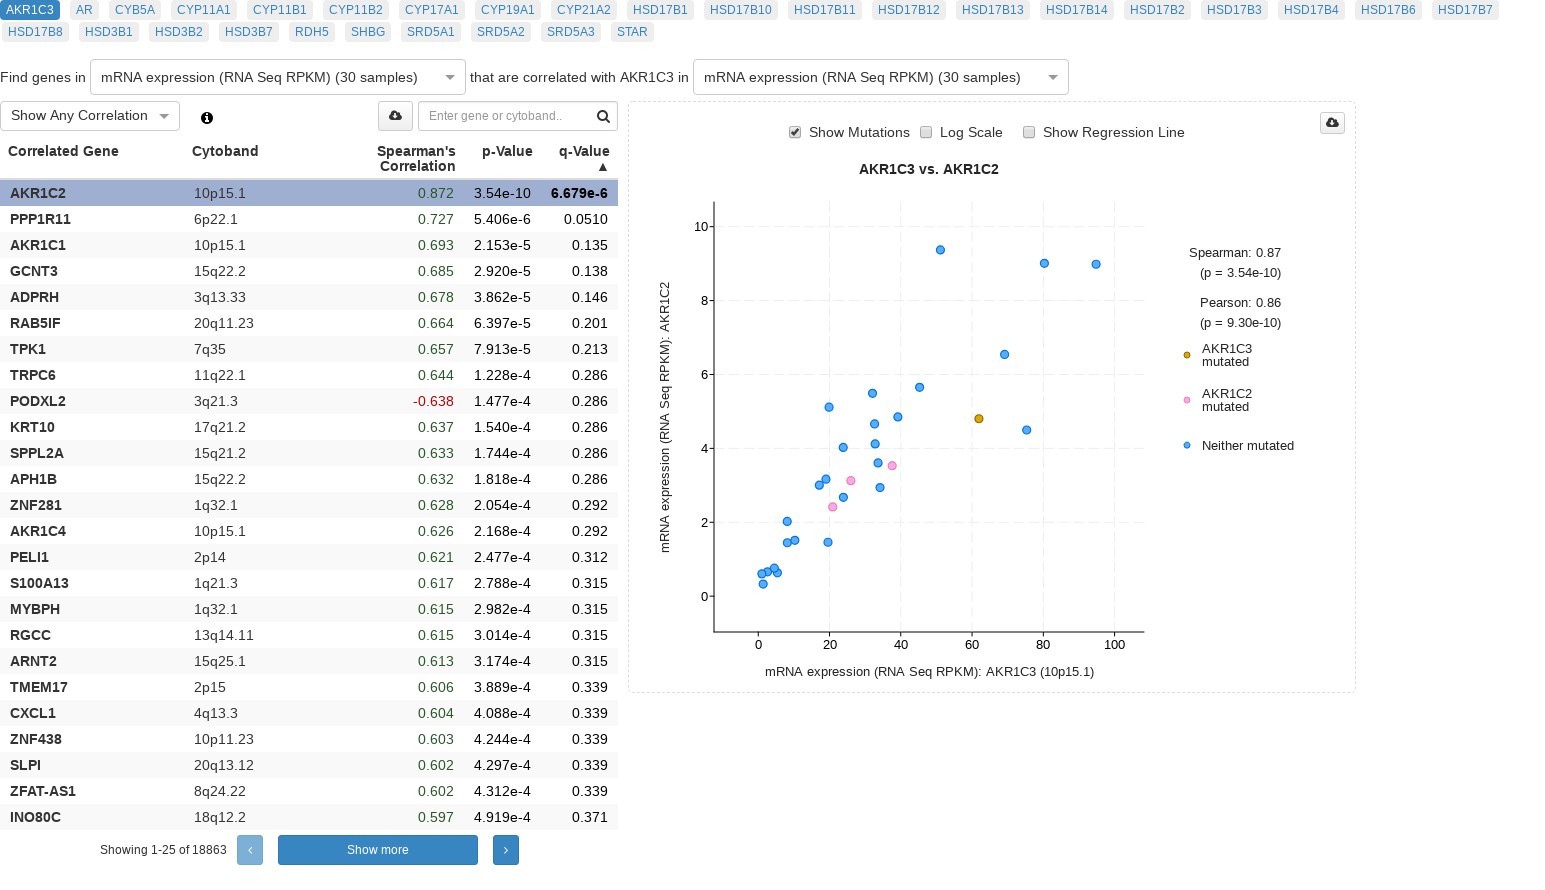 AKR1C3 AR CYB5A CYP11A1 CYP11B1 CYP11B2 CYP17A1 CYP19A1 CYP21A2 HSD17B1 HSD17B10 HSD17B11 HSD17B12 HSD17B13 HSD17B14 HSD17B2 HSD17B3 HSD17B4 HSD17B6 HSD17B7
HSD17B8 HSD3B1 HSD3B2 HSD3B7 RDH5 SHBG SRD5A1 SRD5A2 SRD5A3 STAR
Find genes in mRNA expression (RNA Seq RPKM) (30 samples) that are correlated with AKR1C3 in mRNA expression (RNA Seq RPKM) (30 samples)
Show Any Correlation Enter gene or cytoband..
Correlated Gene Cytoband Spearman's Correlation p-Value q-Value ▲
AKR1C2 10p15.1 0.872 3.54e-10 6.679e-6
PPP1R11 6p22.1 0.727 5.406e-6 0.0510
AKR1C1 10p15.1 0.693 2.153e-5 0.135
GCNT3 15q22.2 0.685 2.920e-5 0.138
ADPRH 3q13.33 0.678 3.862e-5 0.146
RAB5IF 20q11.23 0.664 6.397e-5 0.201
TPK1 7q35 0.657 7.913e-5 0.213
TRPC6 11q22.1 0.644 1.228e-4 0.286
PODXL2 3q21.3 -0.638 1.477e-4 0.286
KRT10 17q21.2 0.637 1.540e-4 0.286
SPPL2A 15q21.2 0.633 1.744e-4 0.286
APH1B 15q22.2 0.632 1.818e-4 0.286
ZNF281 1q32.1 0.628 2.054e-4 0.292
AKR1C4 10p15.1 0.626 2.168e-4 0.292
PELI1 2p14 0.621 2.477e-4 0.312
S100A13 1q21.3 0.617 2.788e-4 0.315
MYBPH 1q32.1 0.615 2.982e-4 0.315
RGCC 13q14.11 0.615 3.014e-4 0.315
ARNT2 15q25.1 0.613 3.174e-4 0.315
TMEM17 2p15 0.606 3.889e-4 0.339
CXCL1 4q13.3 0.604 4.088e-4 0.339
ZNF438 10p11.23 0.603 4.244e-4 0.339
SLPI 20q13.12 0.602 4.297e-4 0.339
ZFAT-AS1 8q24.22 0.602 4.312e-4 0.339
INO80C 18q12.2 0.597 4.919e-4 0.371
Showing 1-25 of 18863 ‹ Show more ›
Show Mutations Log Scale Show Regression Line
AKR1C3 vs. AKR1C2
mRNA expression (RNA Seq RPKM): AKR1C2
10
8
6
4
2
0
0 20 40 60 80 100
mRNA expression (RNA Seq RPKM): AKR1C3 (10p15.1)
Spearman: 0.87
(p = 3.54e-10)
Pearson: 0.86
(p = 9.30e-10)
AKR1C3
mutated
AKR1C2
mutated
Neither mutated